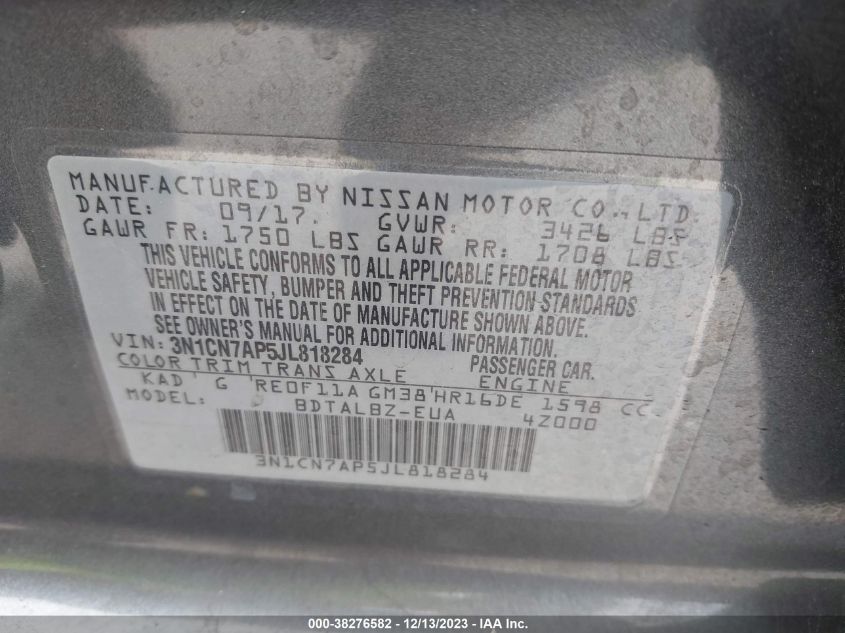 MANUFACTURED BY NISSAN MOTOR CO., LTD.
DATE: 09/17. GVWR: 3426 LBS
GAWR FR: 1750 LBS GAWR RR: 1708 LBS
THIS VEHICLE CONFORMS TO ALL APPLICABLE FEDERAL MOTOR
VEHICLE SAFETY, BUMPER AND THEFT PREVENTION STANDARDS
IN EFFECT ON THE DATE OF MANUFACTURE SHOWN ABOVE.
SEE OWNER'S MANUAL FOR ADDITIONAL INFORMATION.
VIN: 3N1CN7AP5JL818284 PASSENGER CAR.
COLOR TRIM TRANS AXLE ENGINE
KAD G RE0F11A GM38 HR16DE 1598 CC
MODEL: BDTALBZ-EUA 4Z000
3N1CN7AP5JL818284
000-38276582 - 12/13/2023 - IAA Inc.